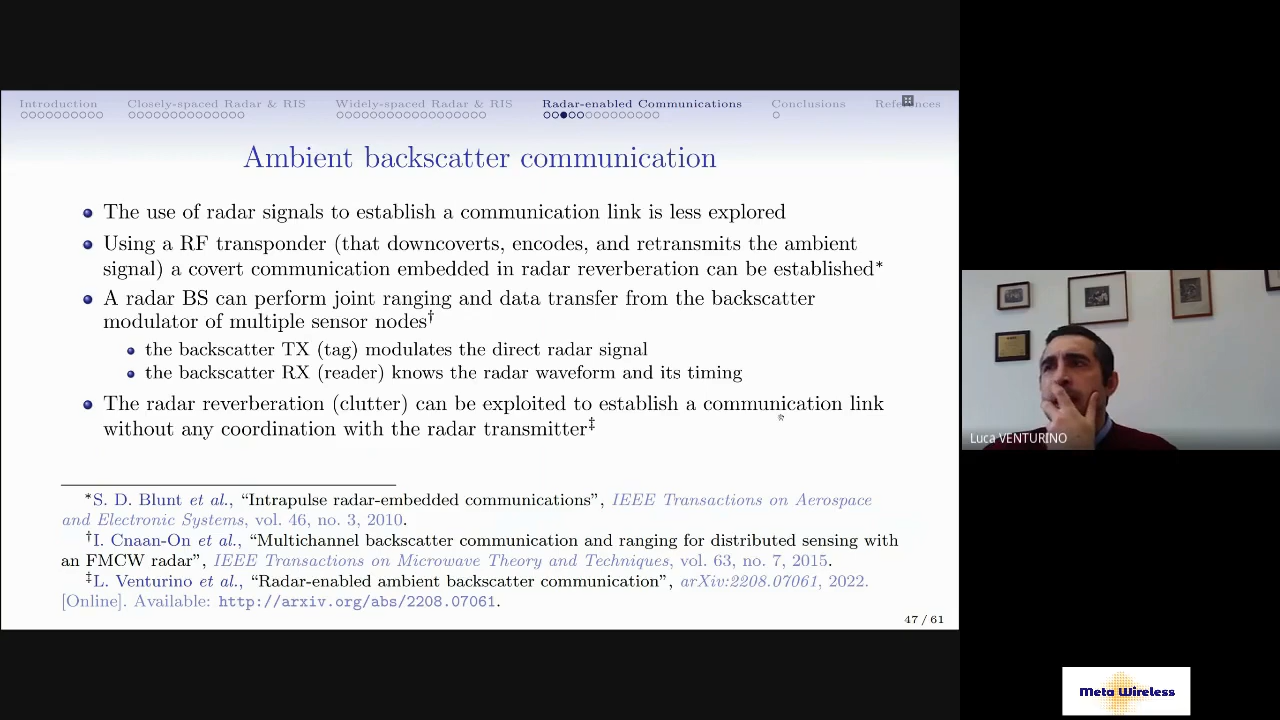 Introduction Closely-spaced Radar & RIS Widely-spaced Radar & RIS Radar-enabled Communications Conclusions
Ambient backscatter communication
The use of radar signals to establish a communication link is less explored
Using a RF transponder (that downcoverts, encodes, and retransmits the ambient
signal) a covert communication embedded in radar reverberation can be established*
A radar BS can perform joint ranging and data transfer from the backscatter
modulator of multiple sensor nodes†
the backscatter TX (tag) modulates the direct radar signal
the backscatter RX (reader) knows the radar waveform and its timing
The radar reverberation (clutter) can be exploited to establish a communication link
without any coordination with the radar transmitter‡
*S. D. Blunt et al., “Intrapulse radar-embedded communications”, IEEE Transactions on Aerospace
and Electronic Systems, vol. 46, no. 3, 2010.
†I. Cnaan-On et al., “Multichannel backscatter communication and ranging for distributed sensing with
an FMCW radar”, IEEE Transactions on Microwave Theory and Techniques, vol. 63, no. 7, 2015.
‡L. Venturino et al., “Radar-enabled ambient backscatter communication”, arXiv:2208.07061, 2022.
[Online]. Available: http://arxiv.org/abs/2208.07061.
47 / 61
Luca VENTURINO
Meta Wireless